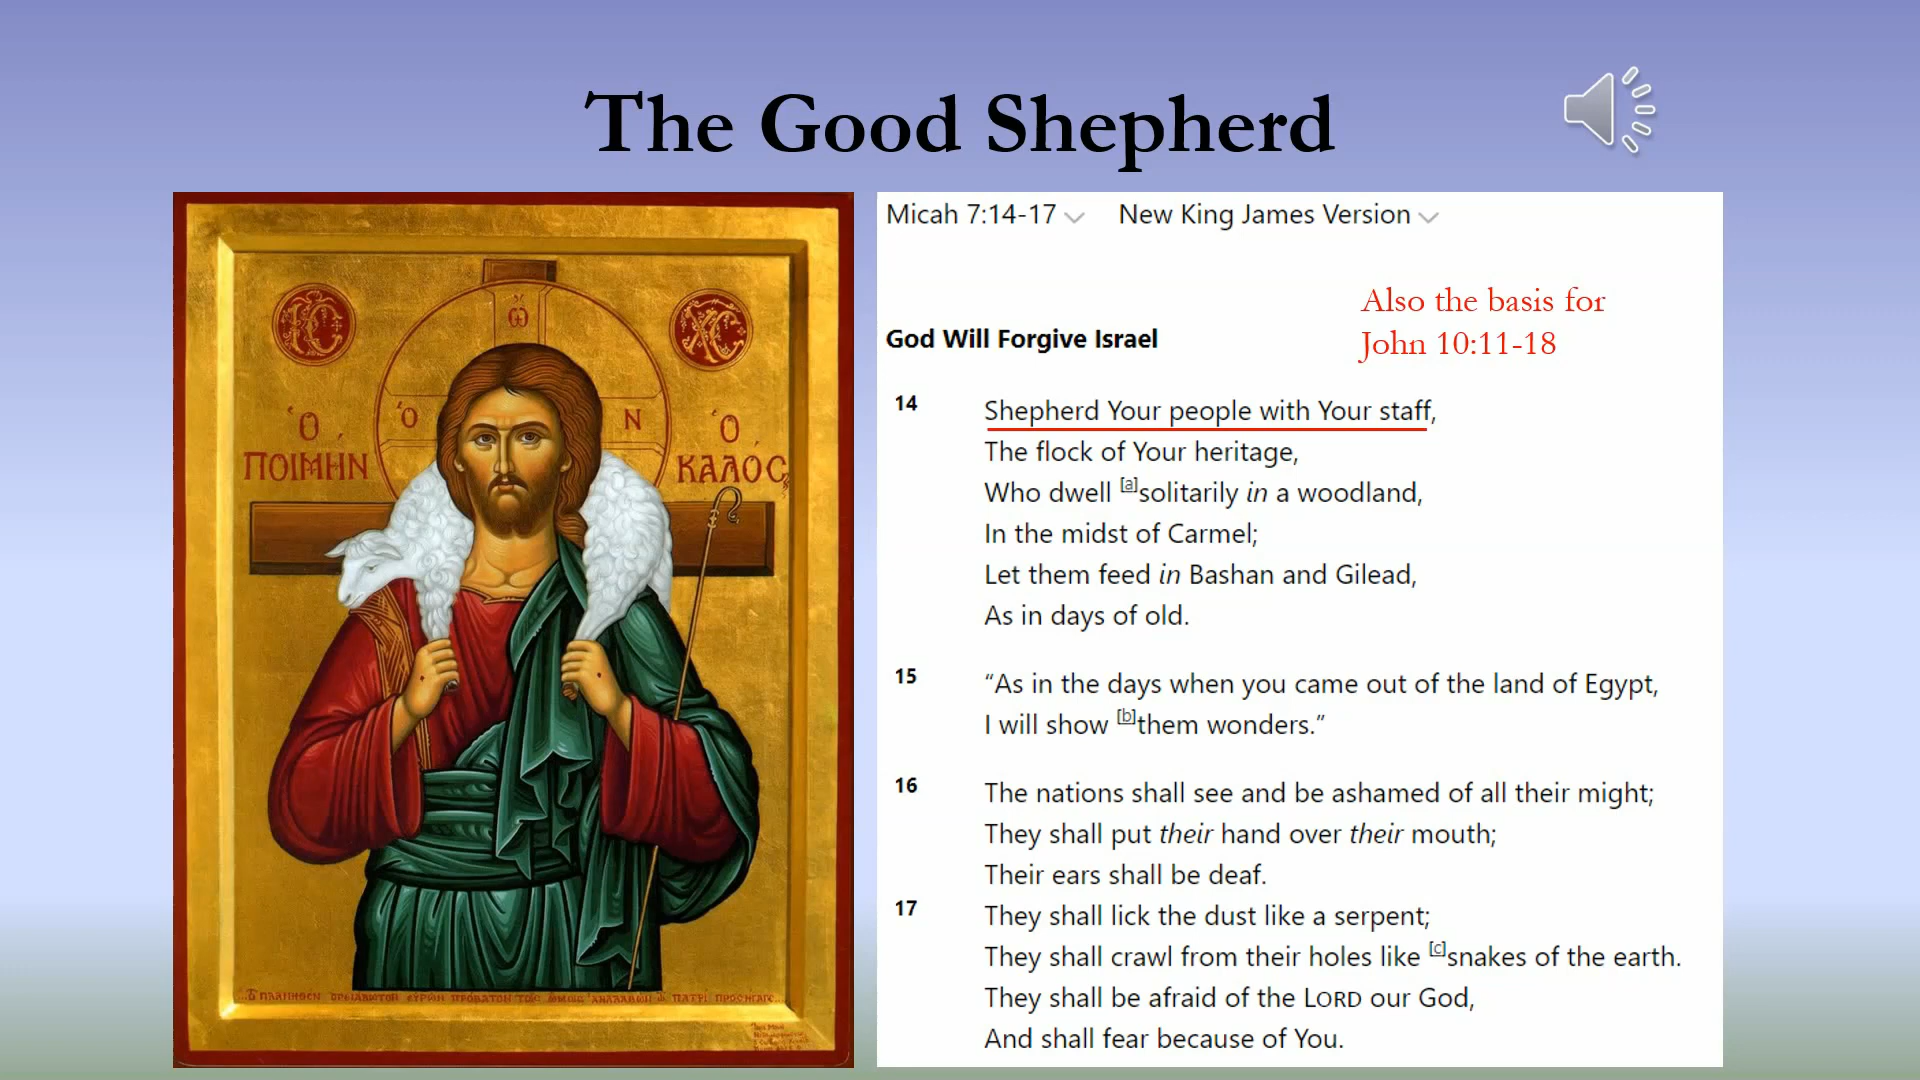 The Good Shepherd
ὁ ὤ Ν
Ὁ
ΠΟΙΜΗΝ
Ὁ
ΚΑΛΟC
Micah 7:14-17 New King James Version
Also the basis for
John 10:11-18
God Will Forgive Israel
14 Shepherd Your people with Your staff,
The flock of Your heritage,
Who dwell [a]solitarily in a woodland,
In the midst of Carmel;
Let them feed in Bashan and Gilead,
As in days of old.
15 “As in the days when you came out of the land of Egypt,
I will show [b]them wonders.”
16 The nations shall see and be ashamed of all their might;
They shall put their hand over their mouth;
Their ears shall be deaf.
17 They shall lick the dust like a serpent;
They shall crawl from their holes like [c]snakes of the earth.
They shall be afraid of the LORD our God,
And shall fear because of You.